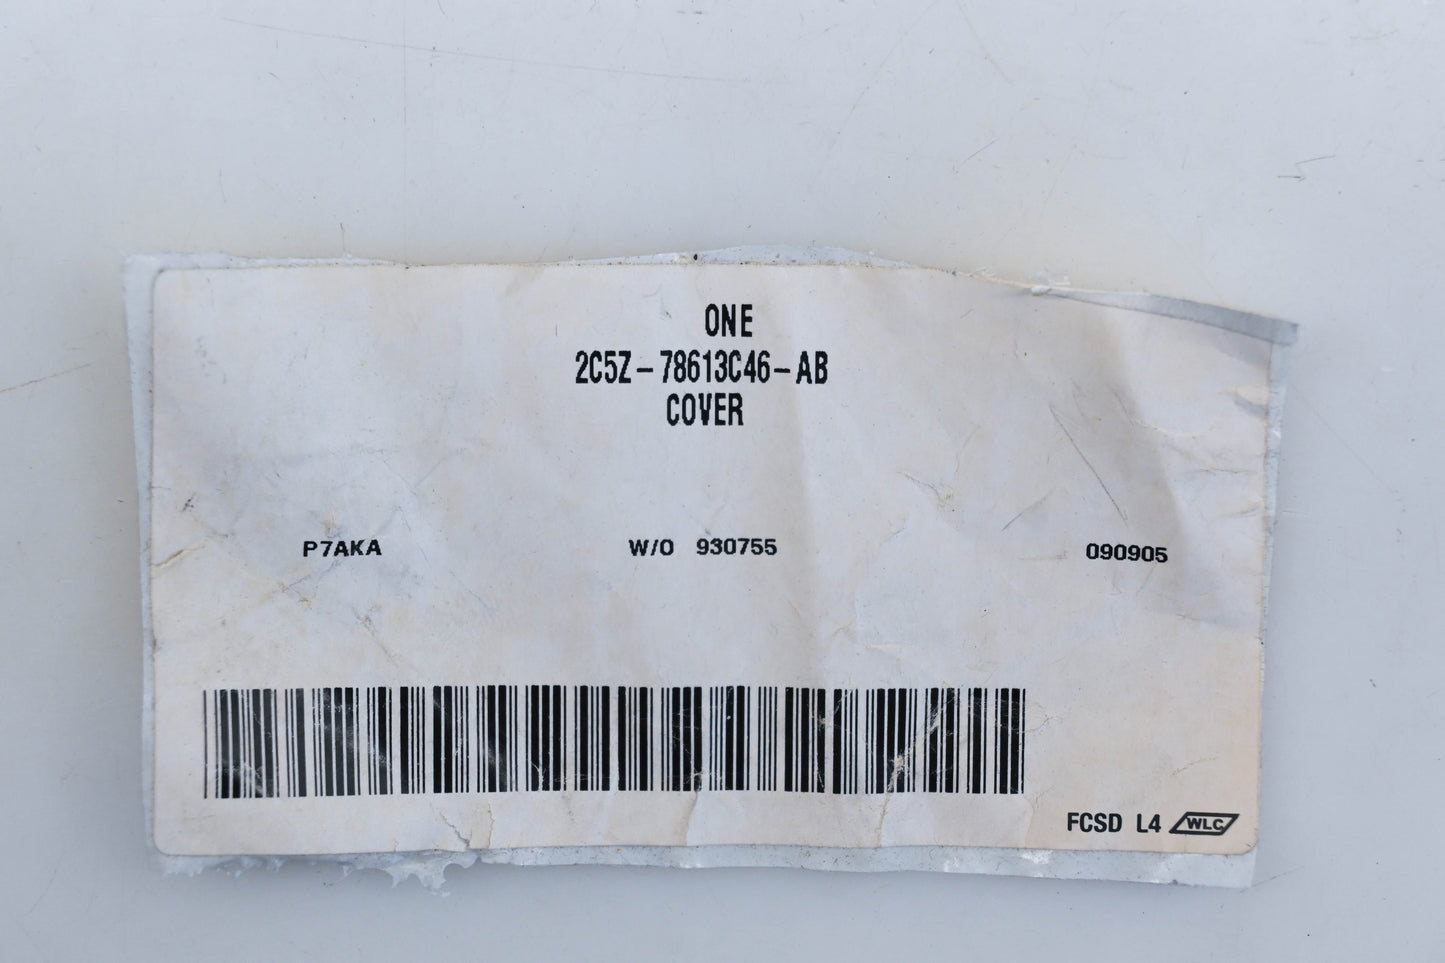 ONE
2C5Z-78613C46-AB
COVER
P7AKA W/O 930755 090905
FCSD L4 WLC